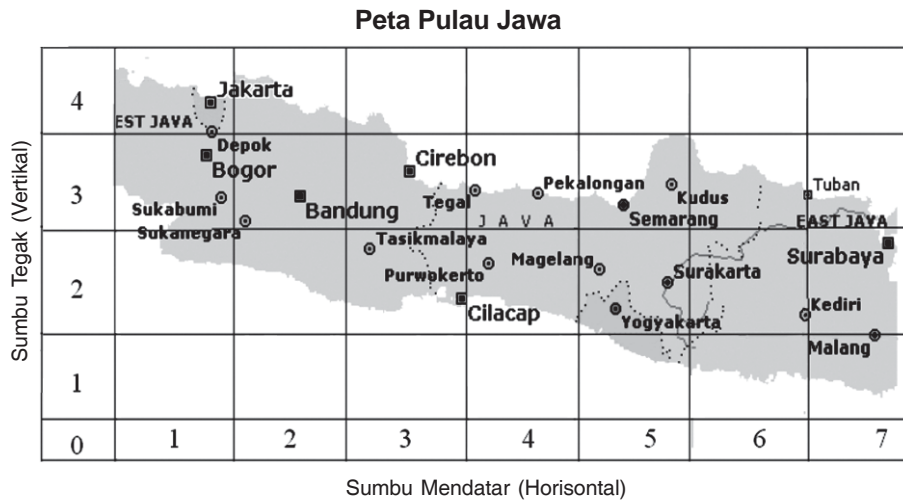 Peta Pulau Jawa
Sumbu Tegak (Vertikal)
4
Jakarta
EST JAVA
Depok
Bogor
Cirebon
3
Sukabumi
Bandung
Tegal
Pekalongan
Kudus
Tuban
J A V A
Semarang
EAST JAVA
Sukanegara
Tasikmalaya
Magelang
Surabaya
2
Purwokerto
Surakarta
Cilacap
Yogyakarta
Kediri
Malang
1
0 1 2 3 4 5 6 7
Sumbu Mendatar (Horisontal)